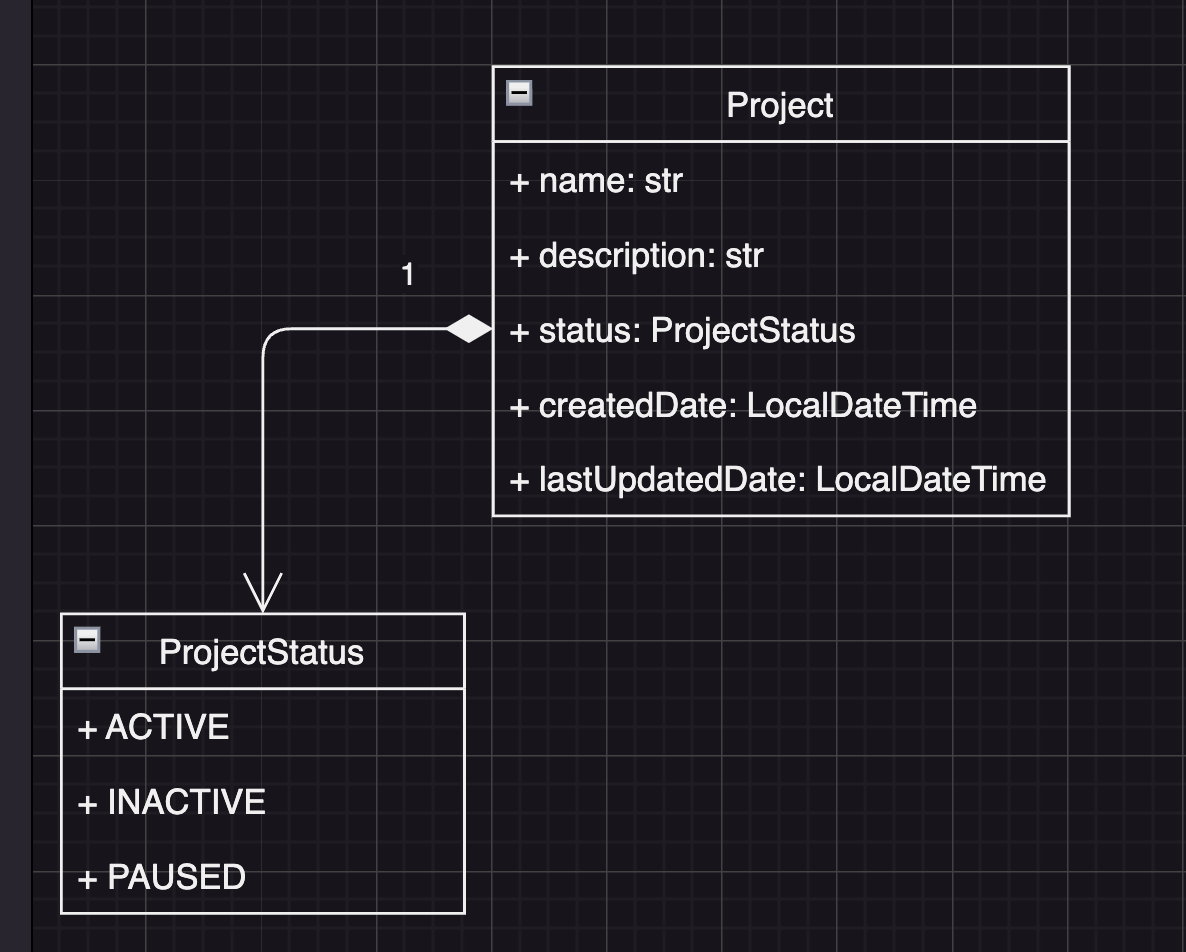 Project
+ name: str
+ description: str
1
+ status: ProjectStatus
+ createdDate: LocalDateTime
+ lastUpdatedDate: LocalDateTime
ProjectStatus
+ ACTIVE
+ INACTIVE
+ PAUSED